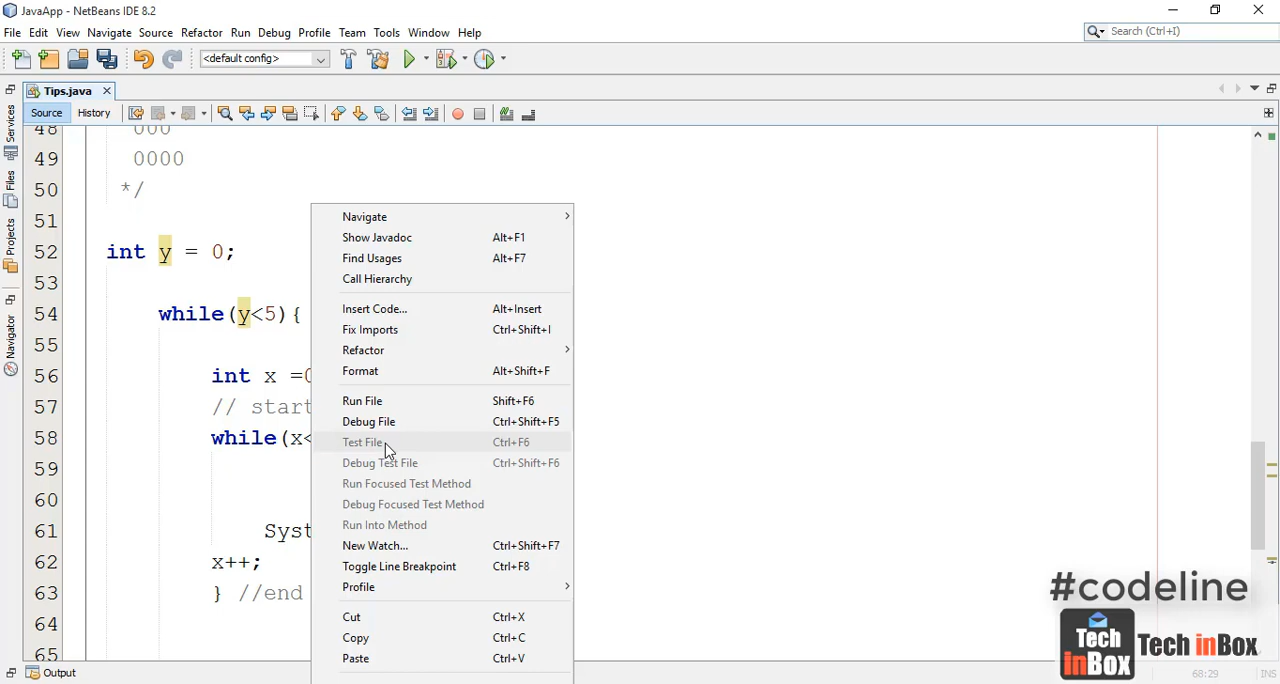 JavaApp - NetBeans IDE 8.2
File Edit View Navigate Source Refactor Run Debug Profile Team Tools Window Help
Search (Ctrl+I)
<default config>
Tips.java
Source History
Services
Files
Projects
Navigator
48 000
49 0000
50 */
51
52 int y = 0;
53
54 while(y<5){
55
56 int x =0
57 // start
58 while(x<
59
60
61 Syst
62 x++;
63 } //end
64
65
Navigate
Show Javadoc Alt+F1
Find Usages Alt+F7
Call Hierarchy
Insert Code... Alt+Insert
Fix Imports Ctrl+Shift+I
Refactor
Format Alt+Shift+F
Run File Shift+F6
Debug File Ctrl+Shift+F5
Test File Ctrl+F6
Debug Test File Ctrl+Shift+F6
Run Focused Test Method
Debug Focused Test Method
Run Into Method
New Watch... Ctrl+Shift+F7
Toggle Line Breakpoint Ctrl+F8
Profile
Cut Ctrl+X
Copy Ctrl+C
Paste Ctrl+V
#codeline
Tech inBox
Tech inBox
Output
68:29 INS